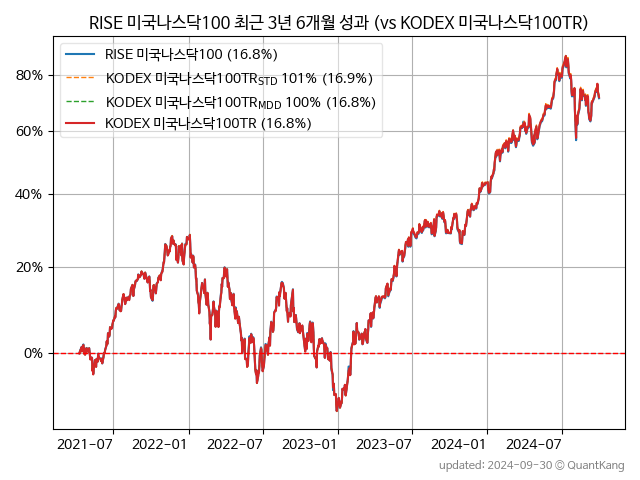 RISE 미국나스닥100 최근 3년 6개월 성과 (vs KODEX 미국나스닥100TR)
RISE 미국나스닥100 (16.8%)
KODEX 미국나스닥100TRSTD 101% (16.9%)
KODEX 미국나스닥100TRMDD 100% (16.8%)
KODEX 미국나스닥100TR (16.8%)
80%
60%
40%
20%
0%
2021-07 2022-01 2022-07 2023-01 2023-07 2024-01 2024-07
updated: 2024-09-30 © QuantKang